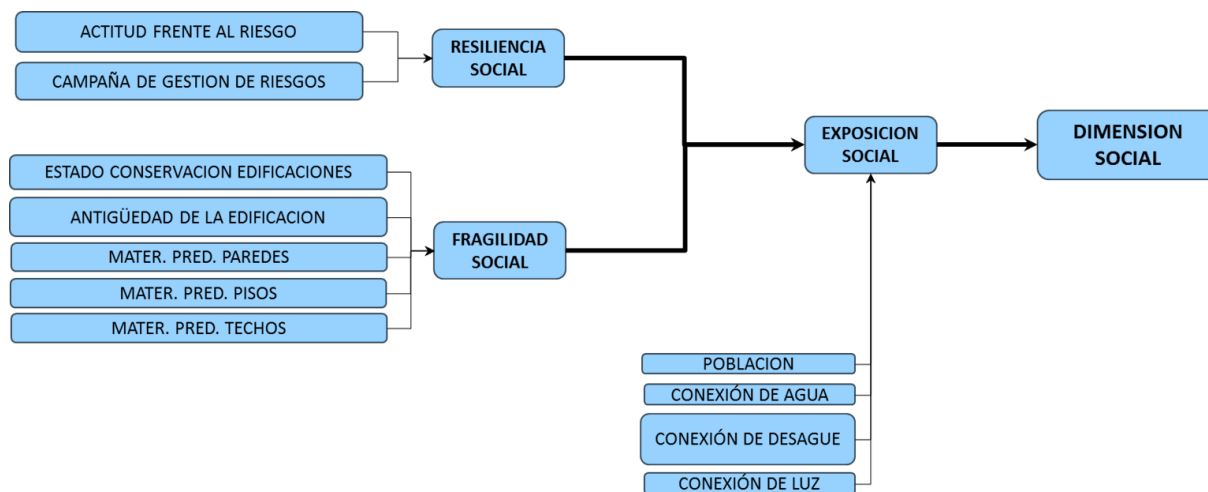 ACTITUD FRENTE AL RIESGO
CAMPAÑA DE GESTION DE RIESGOS
RESILIENCIA
SOCIAL
ESTADO CONSERVACION EDIFICACIONES
ANTIGÜEDAD DE LA EDIFICACION
MATER. PRED. PAREDES
MATER. PRED. PISOS
MATER. PRED. TECHOS
FRAGILIDAD
SOCIAL
EXPOSICION
SOCIAL
DIMENSION
SOCIAL
POBLACION
CONEXIÓN DE AGUA
CONEXIÓN DE DESAGUE
CONEXIÓN DE LUZ